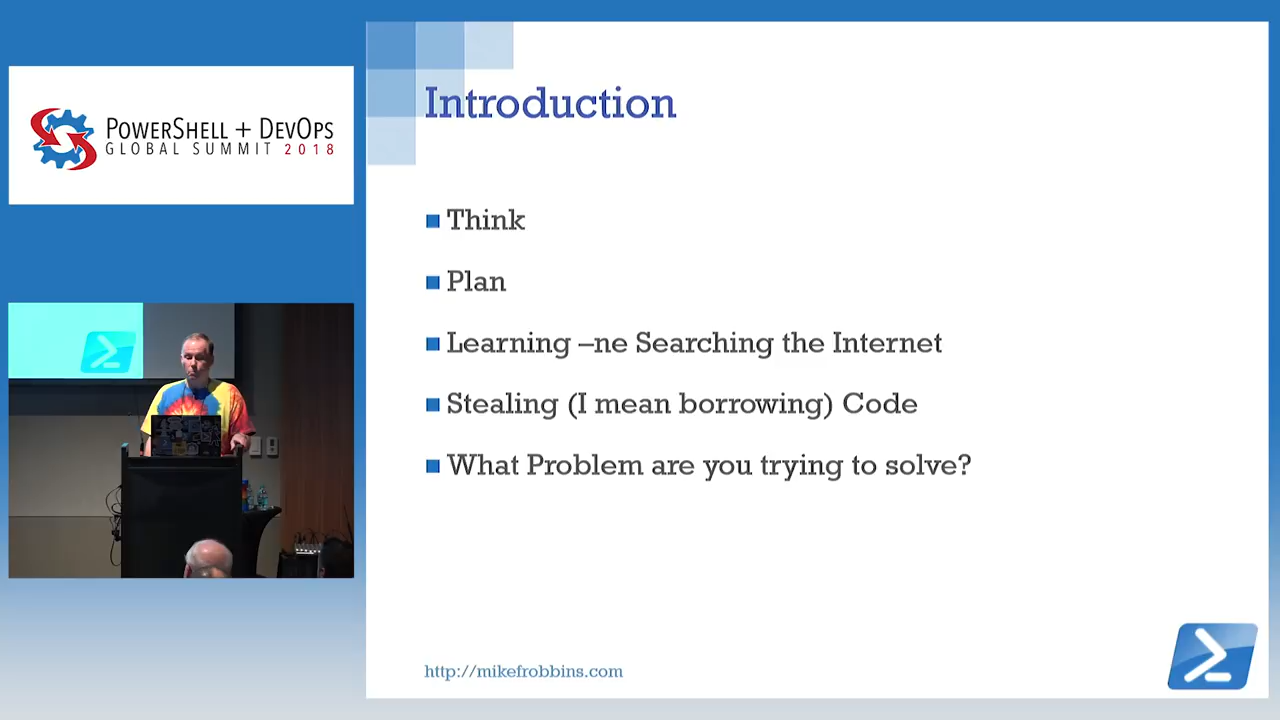 POWERSHELL + DEVOPS
GLOBAL SUMMIT 2018
Introduction
Think
Plan
Learning –ne Searching the Internet
Stealing (I mean borrowing) Code
What Problem are you trying to solve?
http://mikefrobbins.com